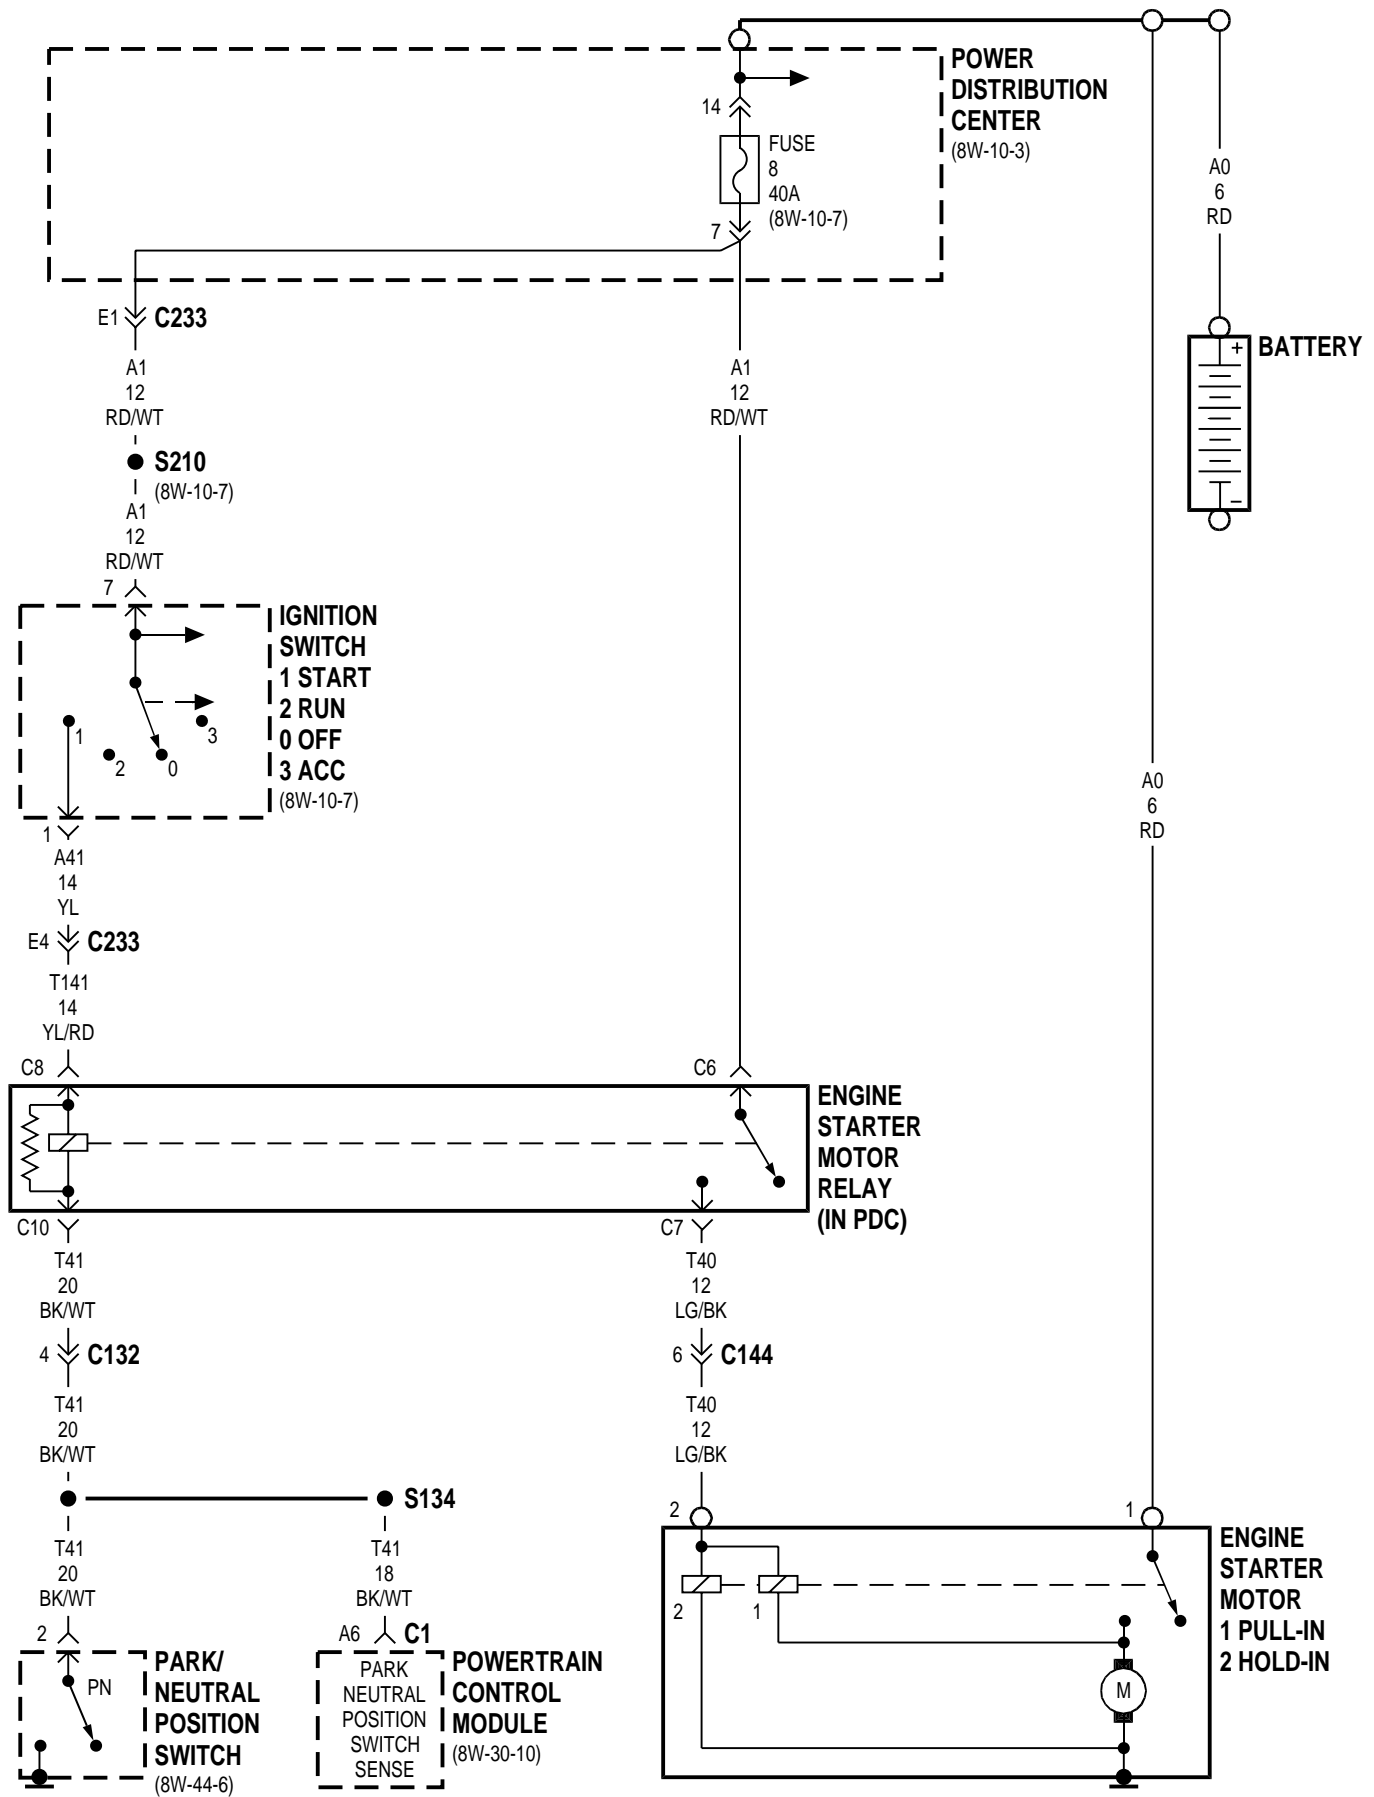 POWER
DISTRIBUTION
CENTER
(8W-10-3)
14
FUSE
8
40A
(8W-10-7)
7
A0
6
RD
E1
C233
BATTERY
+
−
A1
12
RD/WT
A1
12
RD/WT
S210
(8W-10-7)
A1
12
RD/WT
7
IGNITION
SWITCH
1 START
2 RUN
0 OFF
3 ACC
(8W-10-7)
1
2
0
3
A0
6
RD
1
A41
14
YL
E4
C233
T141
14
YL/RD
C8
C6
ENGINE
STARTER
MOTOR
RELAY
(IN PDC)
C10
C7
T41
20
BK/WT
T40
12
LG/BK
4
C132
6
C144
T41
20
BK/WT
T40
12
LG/BK
S134
2
1
T41
20
BK/WT
T41
18
BK/WT
ENGINE
STARTER
MOTOR
1 PULL-IN
2 HOLD-IN
2
1
M
2
A6
C1
PN
PARK/
NEUTRAL
POSITION
SWITCH
(8W-44-6)
PARK
NEUTRAL
POSITION
SWITCH
SENSE
POWERTRAIN
CONTROL
MODULE
(8W-30-10)